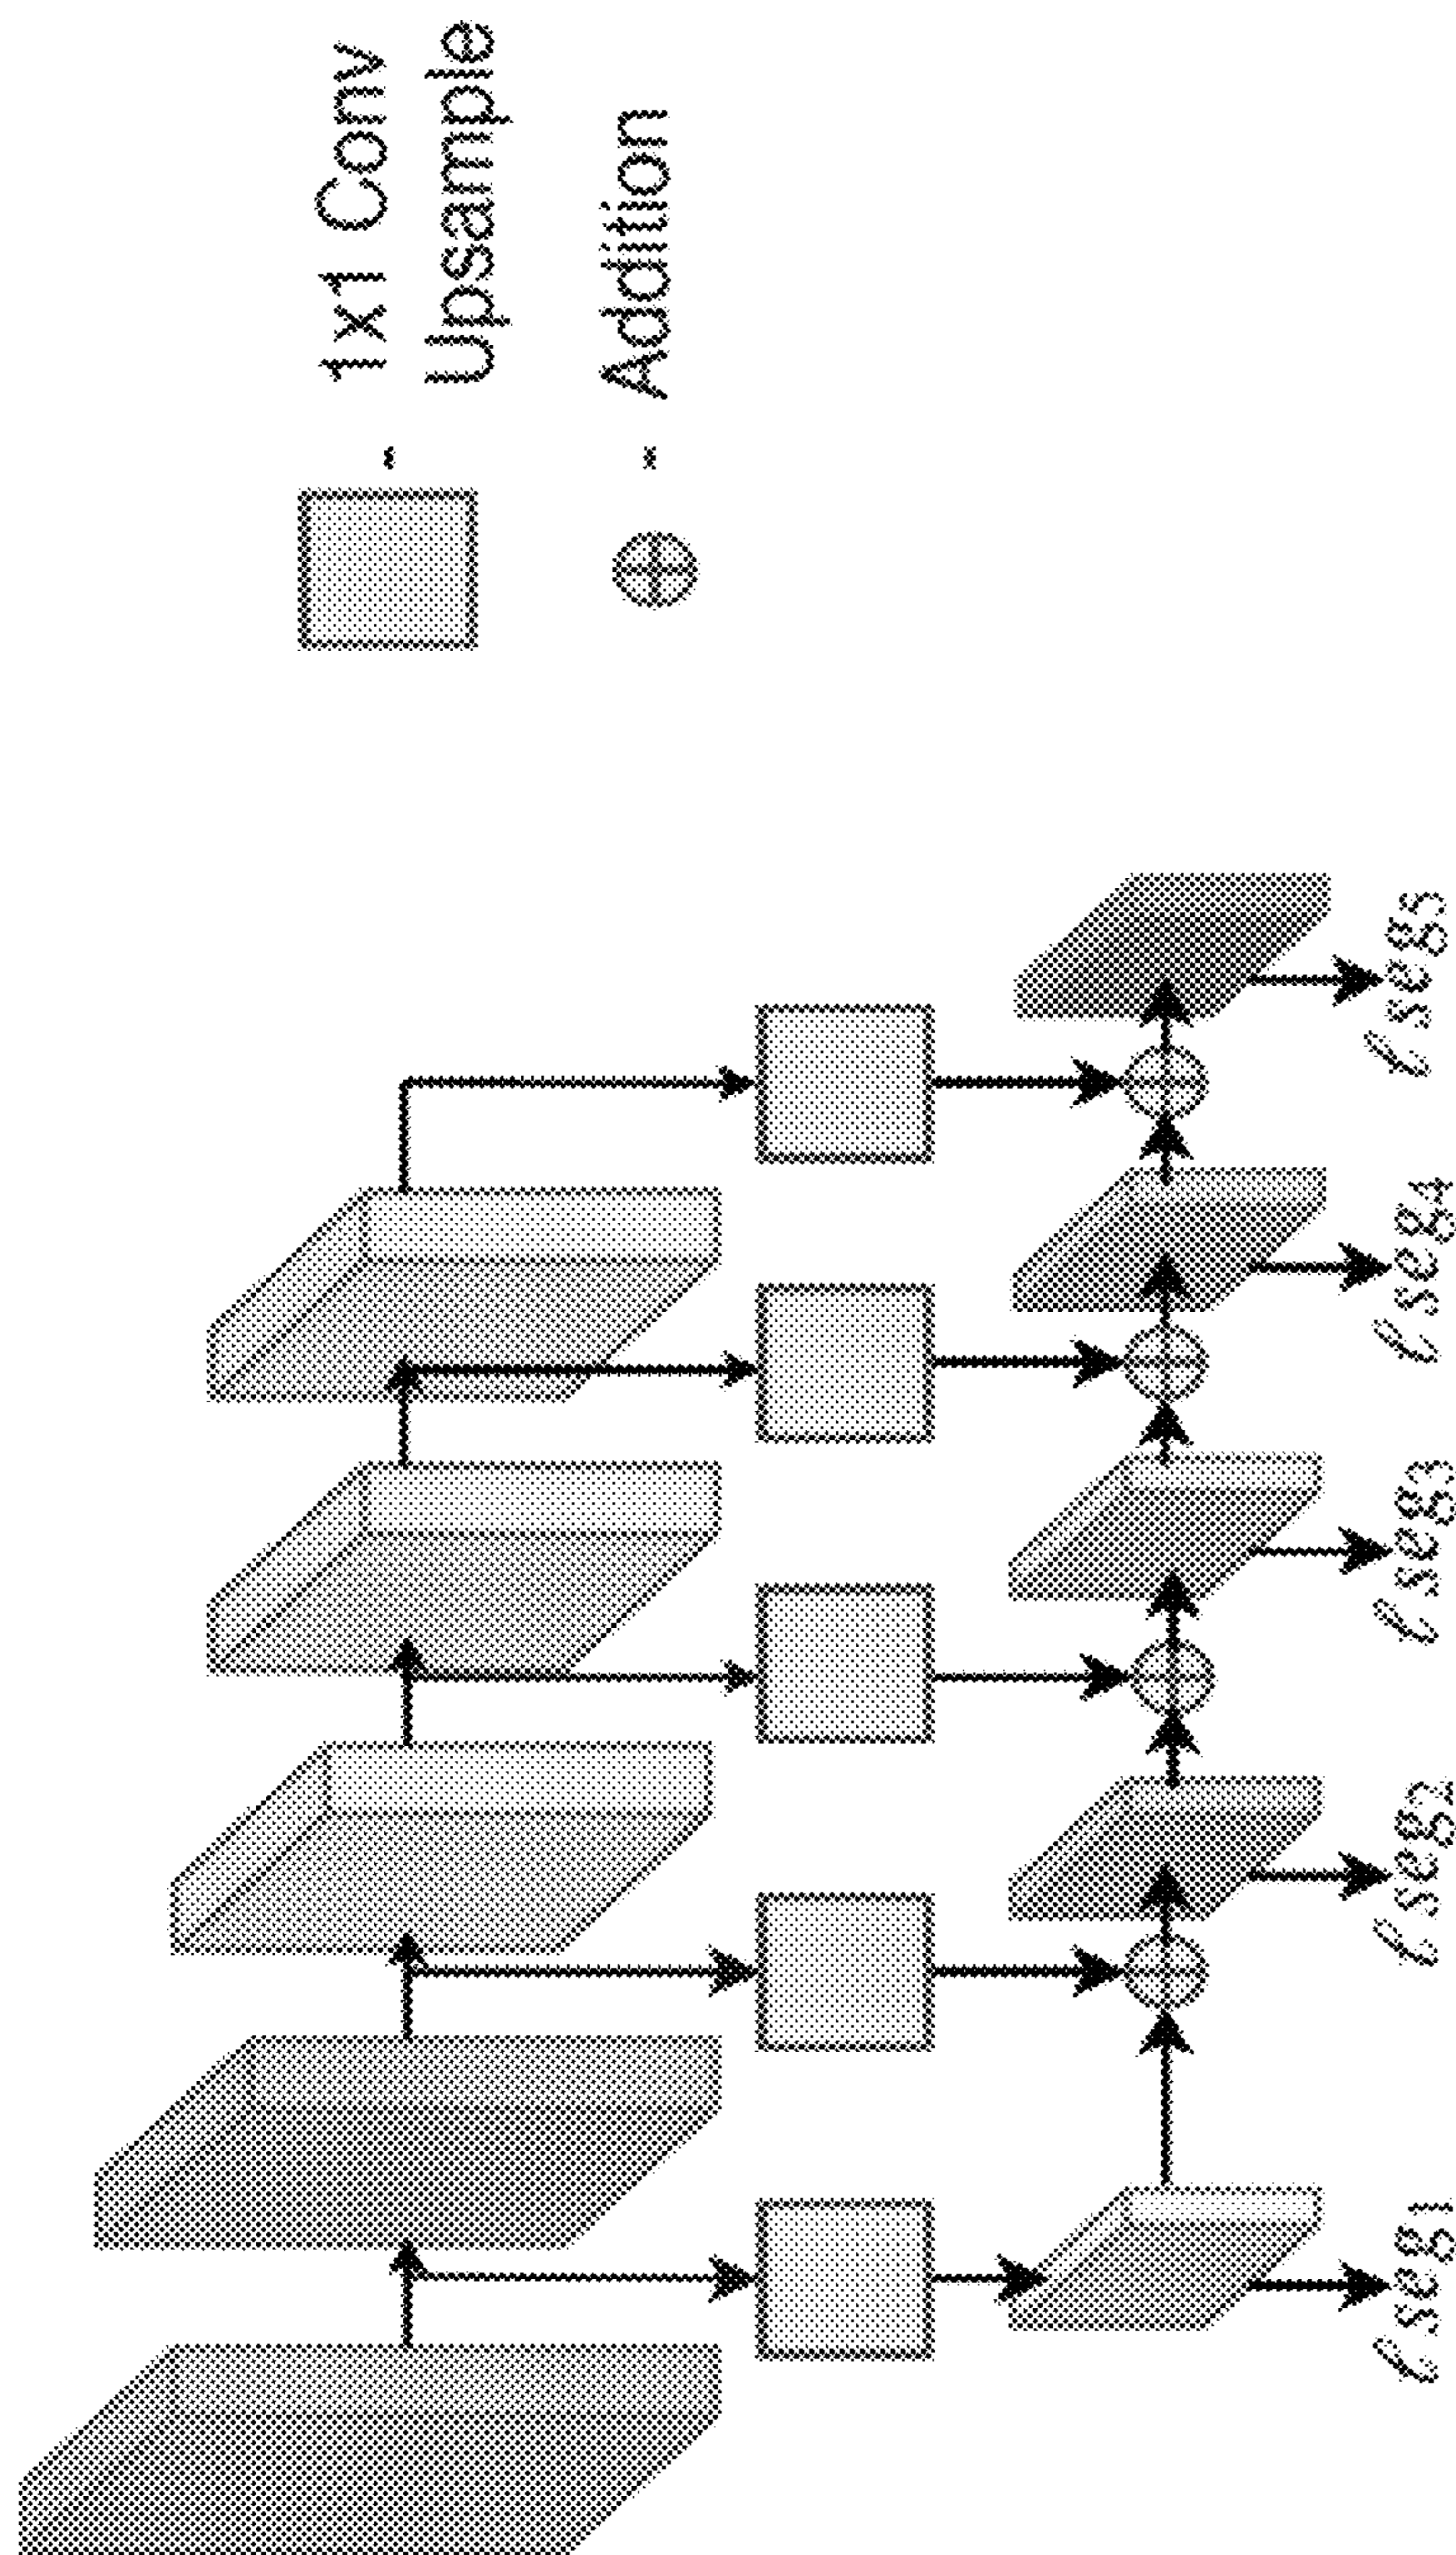 1x1 Conv
Upsample
Addition
ℓseg1
ℓseg2
ℓseg3
ℓseg4
ℓseg5